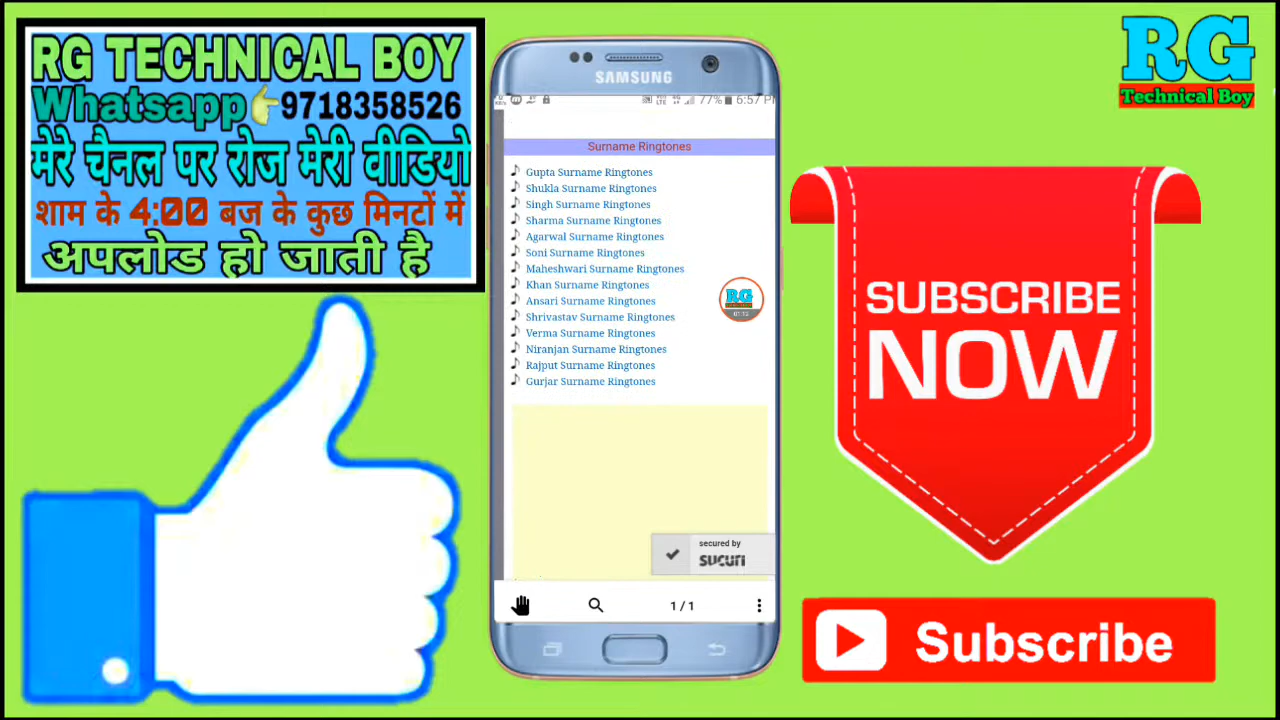 RG TECHNICAL BOY
Whatsapp 9718358526
मेरे चैनल पर रोज मेरी वीडियो
शाम के 4:00 बज के कुछ मिनटों में
अपलोड हो जाती है
SAMSUNG
77% 6:57 P
Surname Ringtones
Gupta Surname Ringtones
Shukla Surname Ringtones
Singh Surname Ringtones
Sharma Surname Ringtones
Agarwal Surname Ringtones
Soni Surname Ringtones
Maheshwari Surname Ringtones
Khan Surname Ringtones
Ansari Surname Ringtones
Shrivastav Surname Ringtones
Verma Surname Ringtones
Niranjan Surname Ringtones
Rajput Surname Ringtones
Gurjar Surname Ringtones
RG
secured by
sucuri
1 / 1
RG
Technical Boy
SUBSCRIBE
NOW
Subscribe